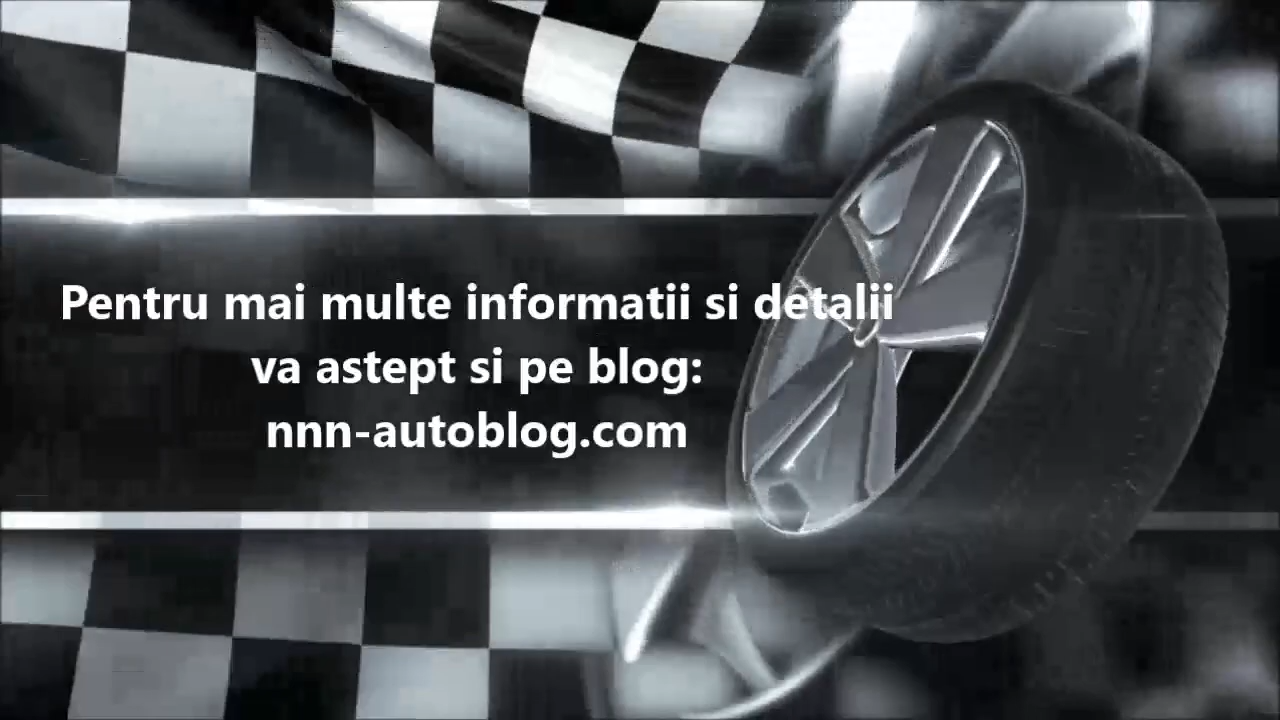 Pentru mai multe informatii si detalii
va astept si pe blog:
nnn-autoblog.com